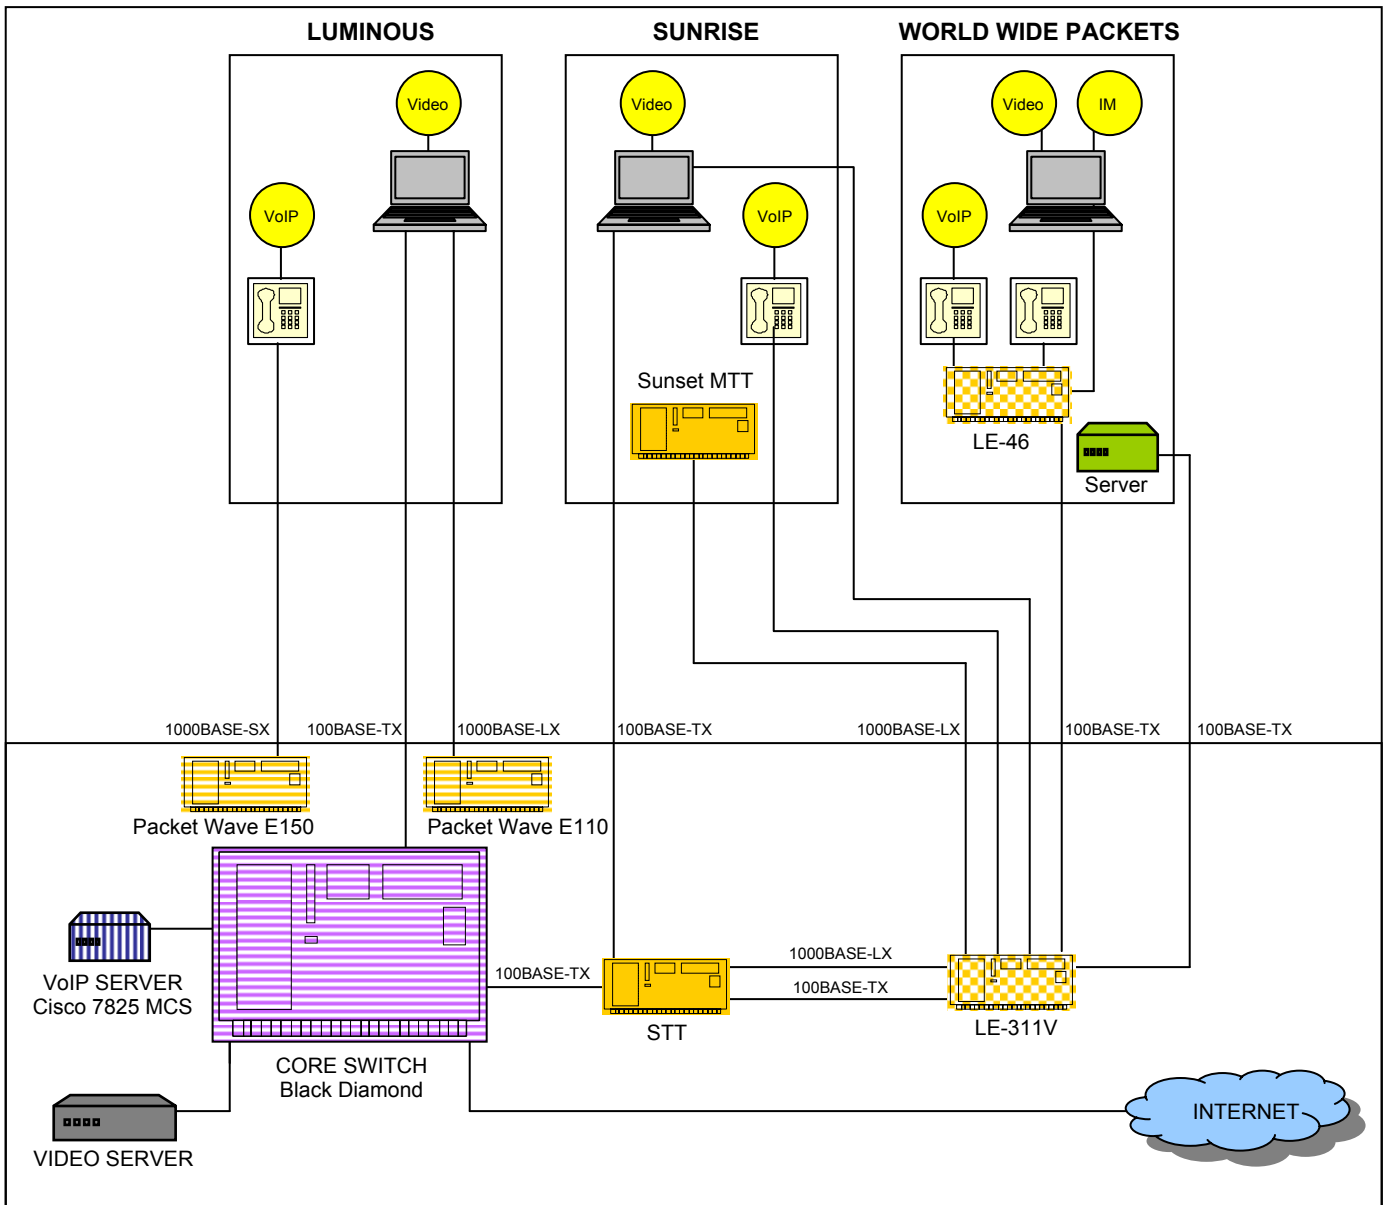 LUMINOUS
SUNRISE
WORLD WIDE PACKETS
Video
Video
Video
IM
VoIP
VoIP
VoIP
Sunset MTT
LE-46
Server
1000BASE-SX
100BASE-TX
1000BASE-LX
100BASE-TX
1000BASE-LX
100BASE-TX
100BASE-TX
Packet Wave E150
Packet Wave E110
1000BASE-LX
100BASE-TX
100BASE-TX
VoIP SERVER
Cisco 7825 MCS
STT
LE-311V
CORE SWITCH
Black Diamond
INTERNET
VIDEO SERVER